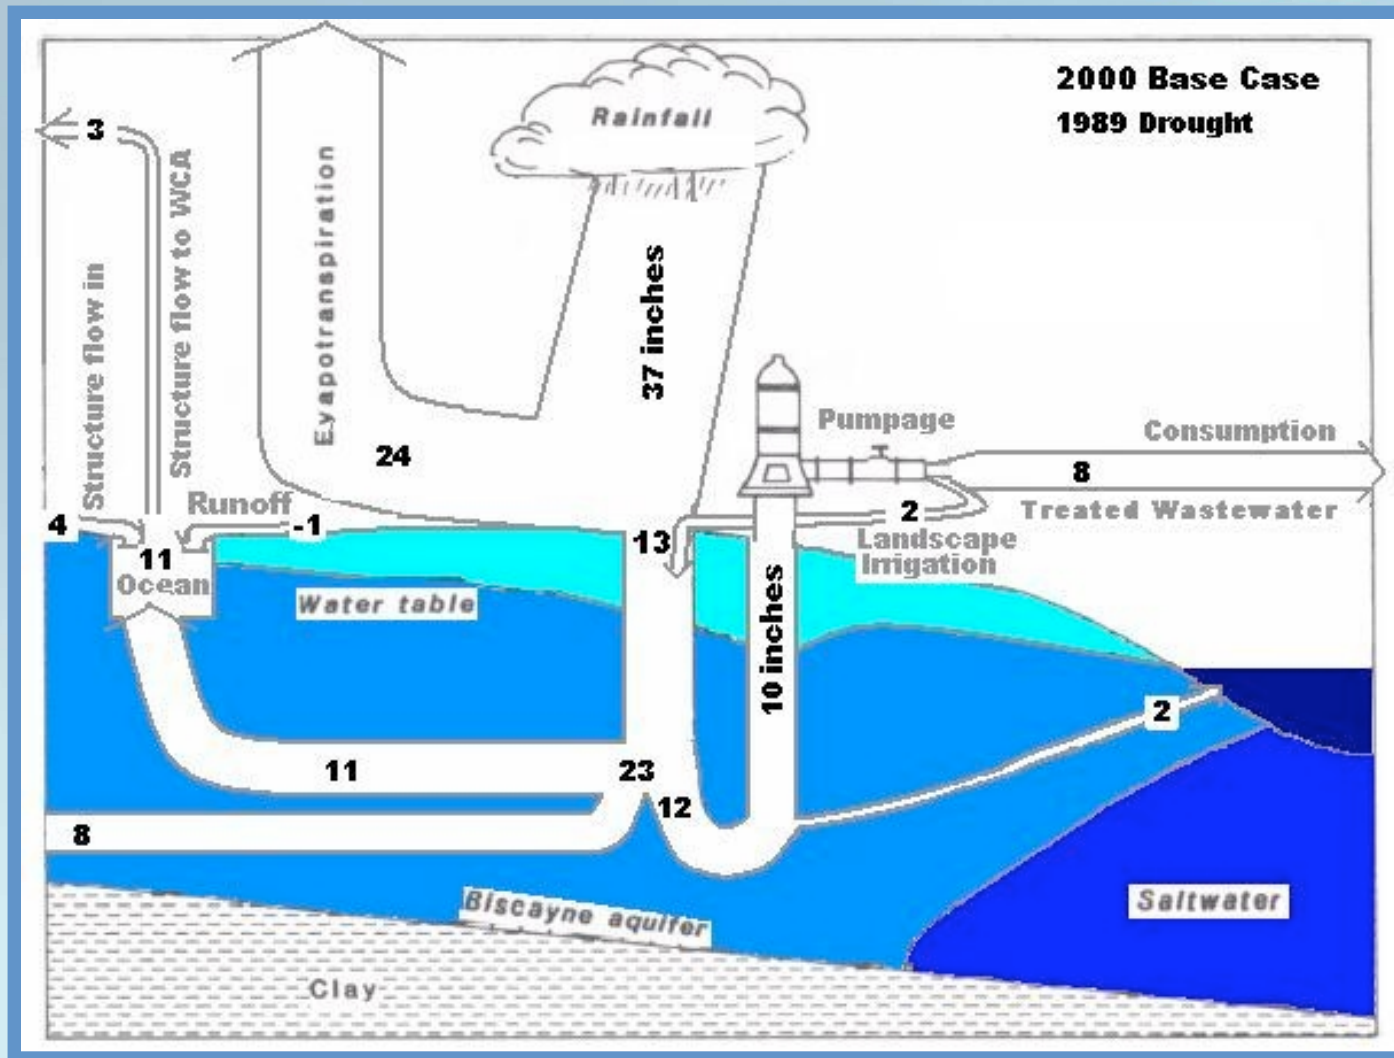 2000 Base Case
1989 Drought
Rainfall
3
Structure flow in
Structure flow to WCA
Evapotranspiration
37 inches
24
Pumpage
Consumption
8
Treated Wastewater
2
Landscape
Irrigation
4
Runoff
-1
11
Ocean
13
Water table
10 inches
2
11
23
12
8
Biscayne aquifer
Saltwater
Clay